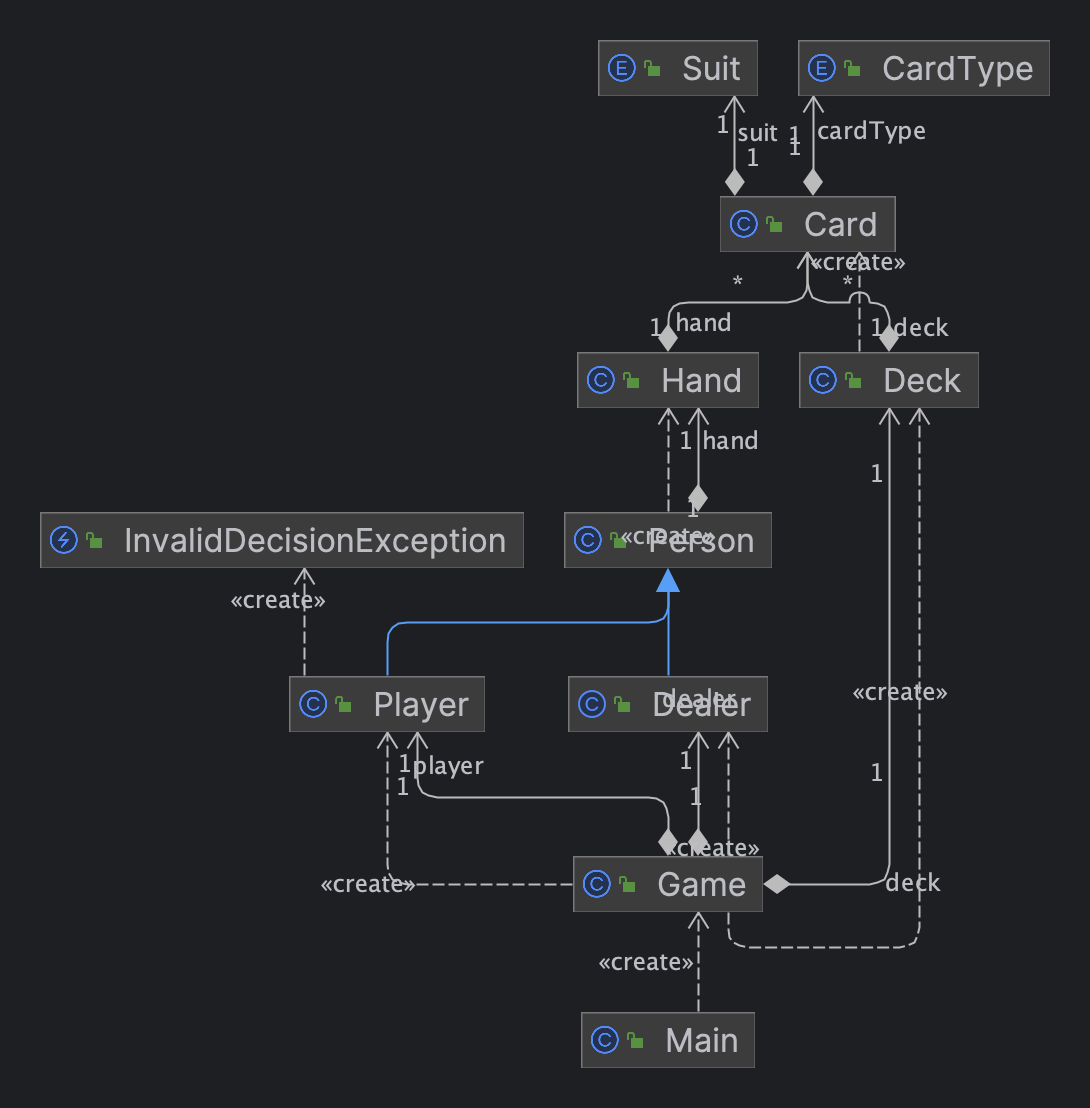 Suit
CardType
1
suit
1
1
1
cardType
Card
«create»
*
*
1
hand
1
deck
Hand
Deck
1
hand
1
1
InvalidDecisionException
Person
«create»
«create»
Player
Dealer
dealer
«create»
1
player
1
1
1
1
«create»
«create»
Game
deck
«create»
Main